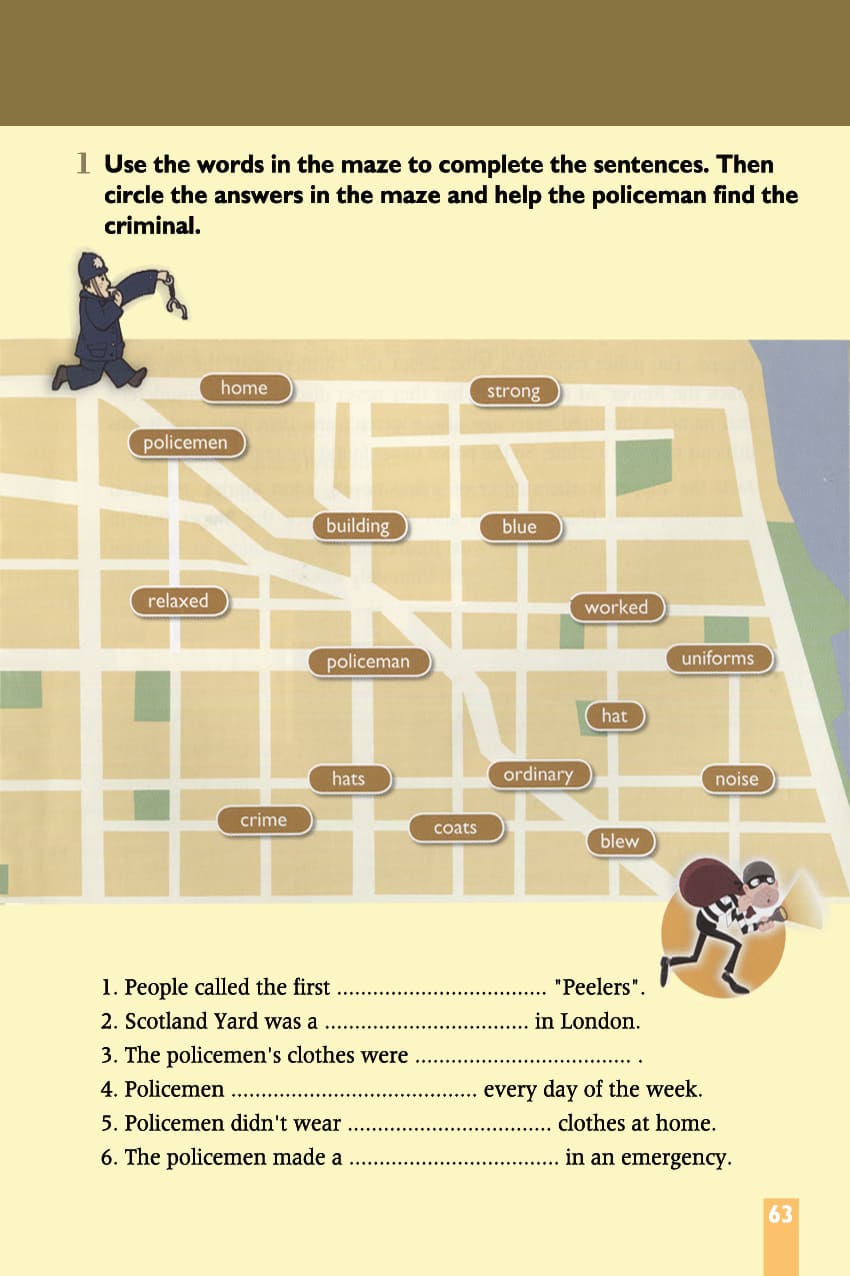 1 Use the words in the maze to complete the sentences. Then
circle the answers in the maze and help the policeman find the
criminal.
home
strong
policemen
building
blue
relaxed
worked
policeman
uniforms
hat
hats
ordinary
noise
crime
coats
blew
1. People called the first ................................... "Peelers".
2. Scotland Yard was a .................................. in London.
3. The policemen's clothes were .................................... .
4. Policemen ......................................... every day of the week.
5. Policemen didn't wear .................................. clothes at home.
6. The policemen made a ................................... in an emergency.
63